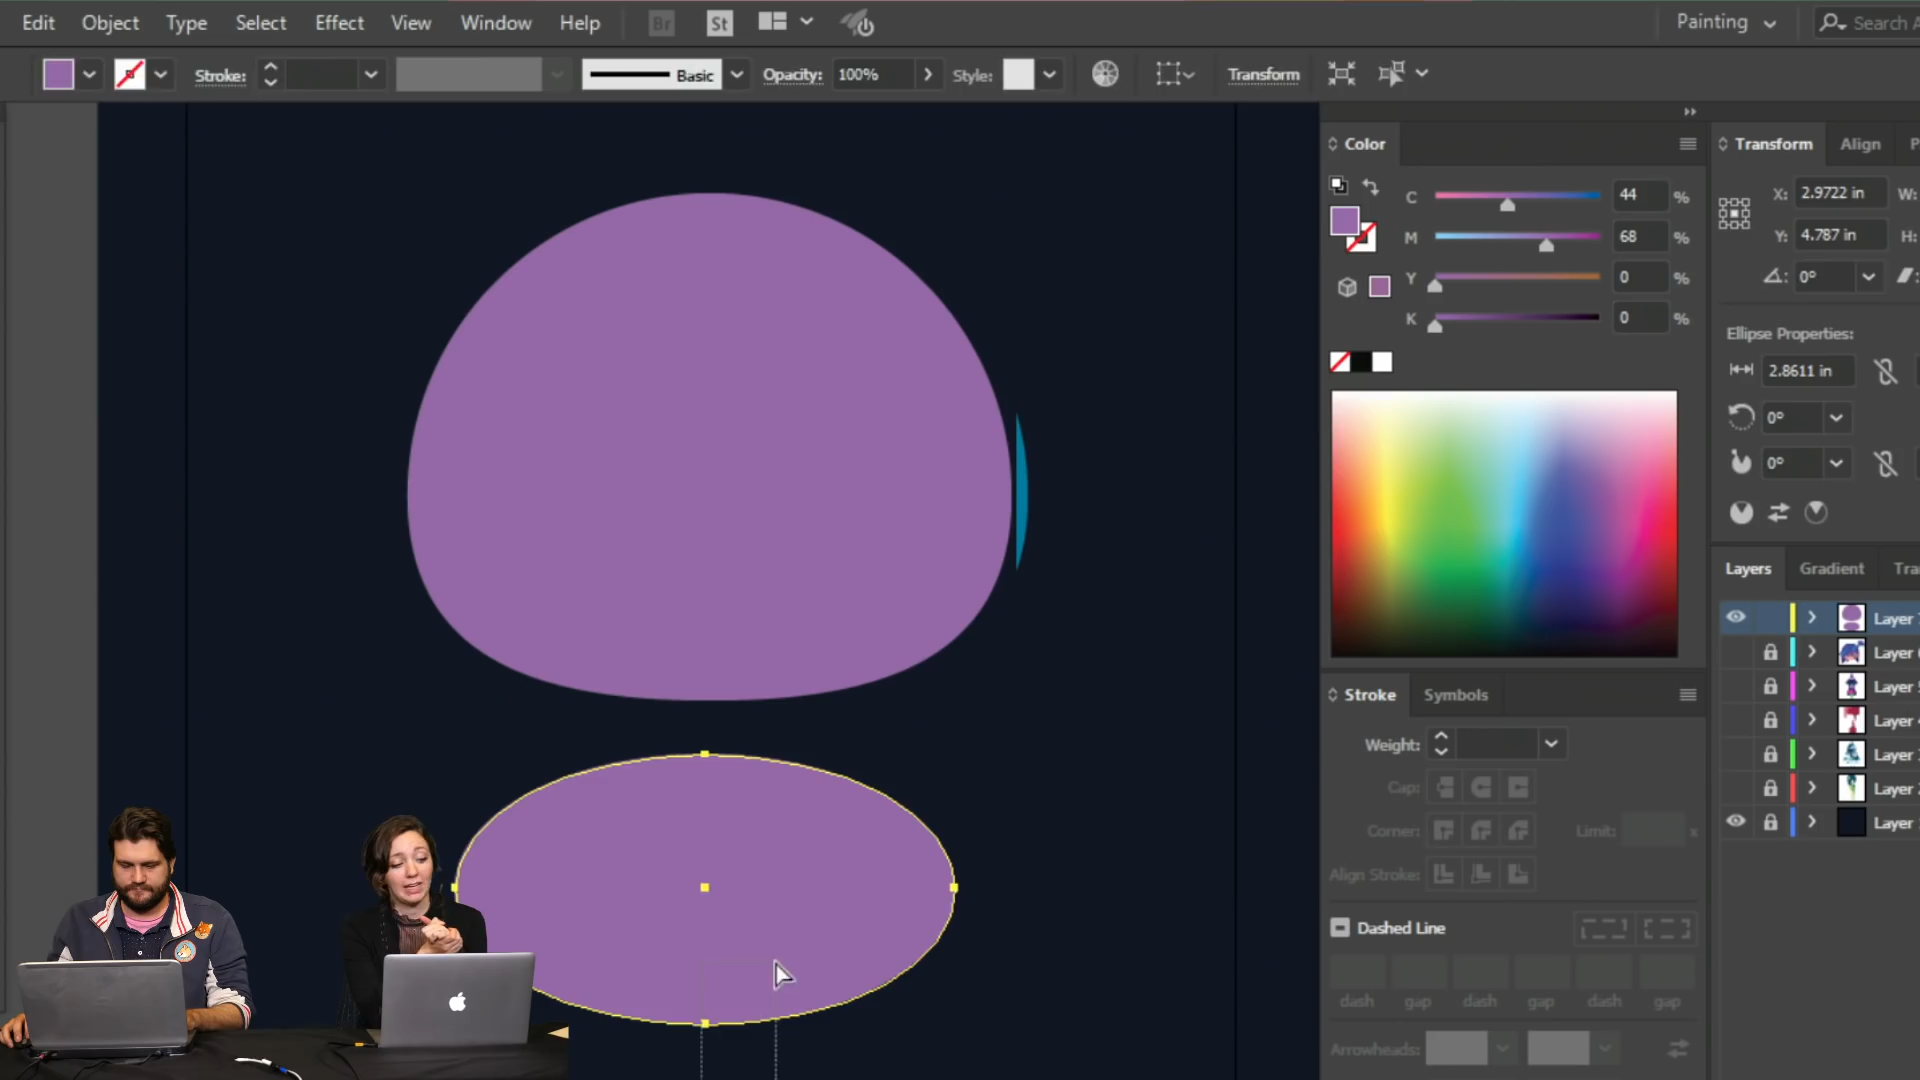 Edit Object Type Select Effect View Window Help Br St Painting Search
Stroke: Basic Opacity: 100% Style: Transform
Color
C 44 %
M 68 %
Y 0 %
K 0 %
Transform Align
X: 2.9722 in W:
Y: 4.787 in H:
0°
Ellipse Properties:
2.8611 in
0°
0°
Layers Gradient
Layer
Layer
Layer
Layer
Layer
Layer
Layer
Stroke Symbols
Weight:
Cap:
Corner: Limit: x
Align Stroke:
Dashed Line
dash gap dash gap dash gap
Arrowheads: